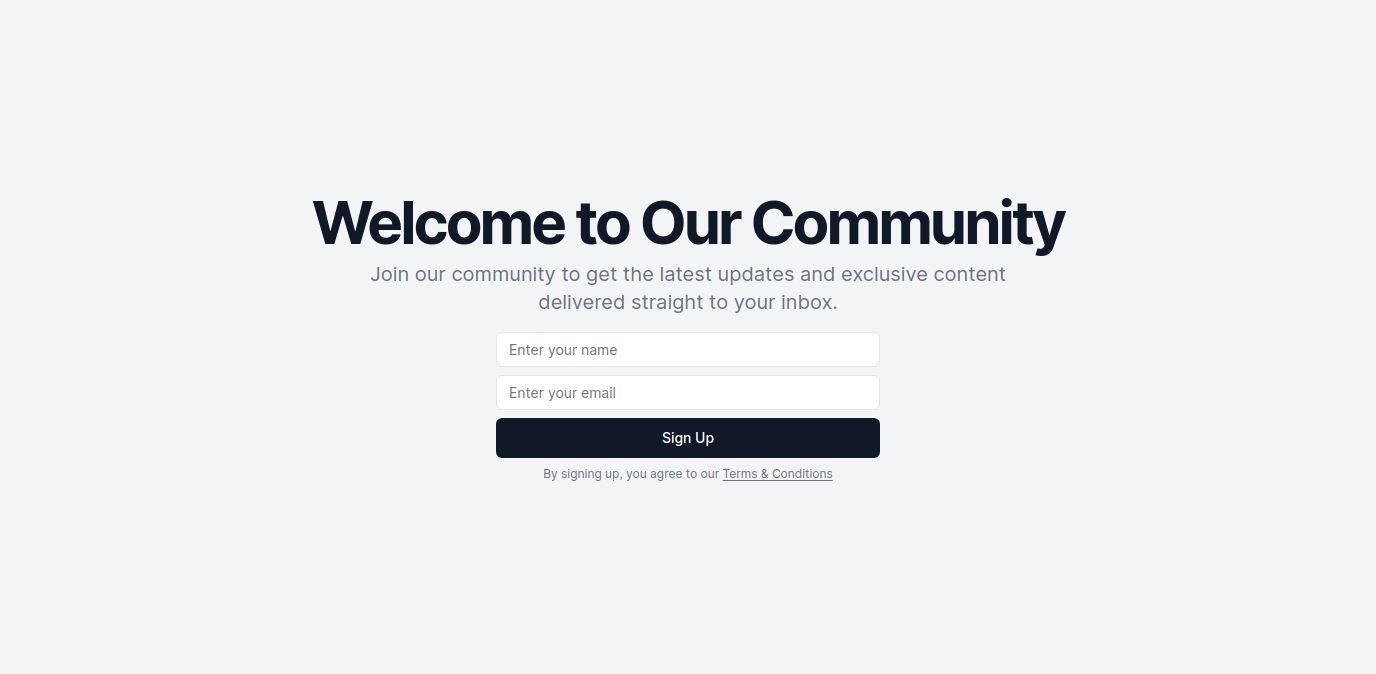 Welcome to Our Community
Join our community to get the latest updates and exclusive content
delivered straight to your inbox.
Enter your name
Enter your email
Sign Up
By signing up, you agree to our Terms & Conditions